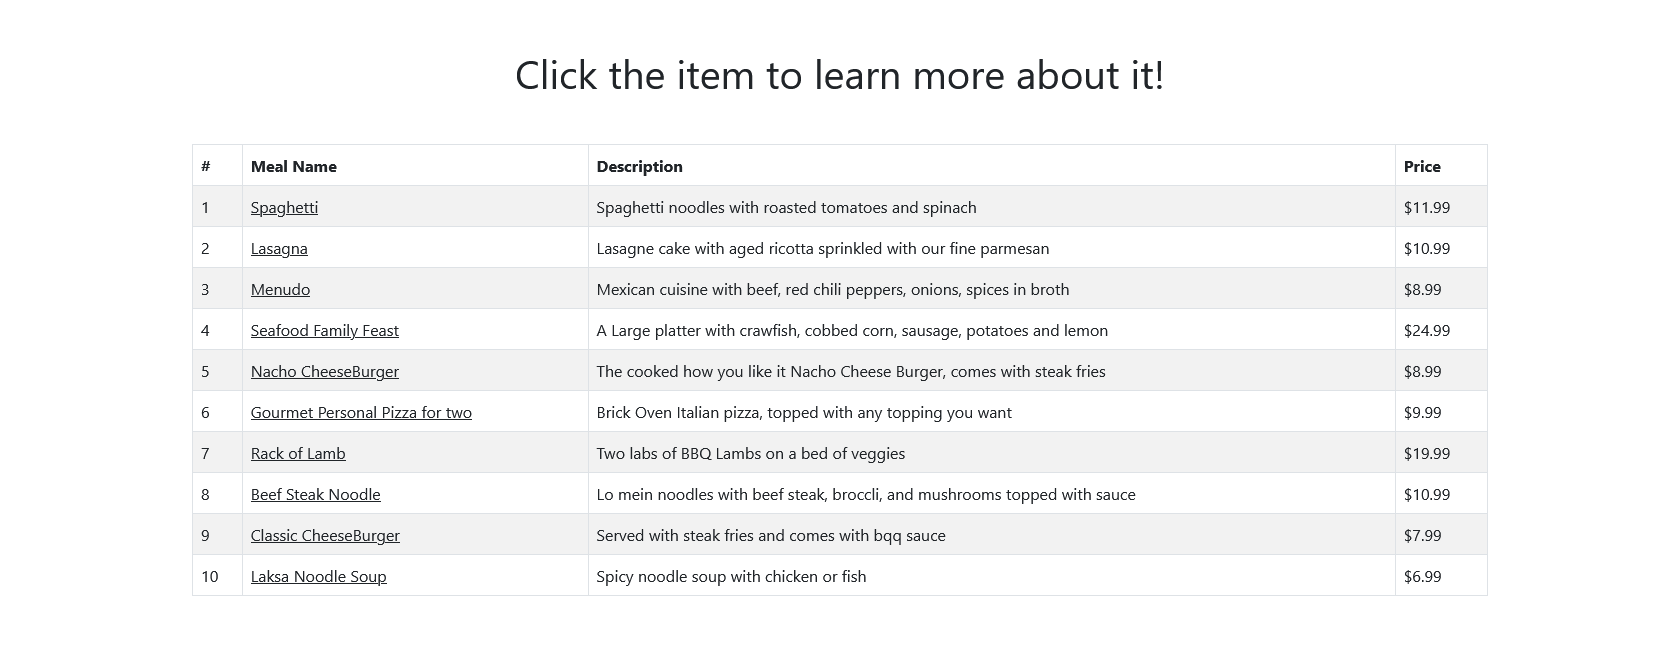 Click the item to learn more about it!
# Meal Name Description Price
1 Spaghetti Spaghetti noodles with roasted tomatoes and spinach $11.99
2 Lasagna Lasagne cake with aged ricotta sprinkled with our fine parmesan $10.99
3 Menudo Mexican cuisine with beef, red chili peppers, onions, spices in broth $8.99
4 Seafood Family Feast A Large platter with crawfish, cobbed corn, sausage, potatoes and lemon $24.99
5 Nacho CheeseBurger The cooked how you like it Nacho Cheese Burger, comes with steak fries $8.99
6 Gourmet Personal Pizza for two Brick Oven Italian pizza, topped with any topping you want $9.99
7 Rack of Lamb Two labs of BBQ Lambs on a bed of veggies $19.99
8 Beef Steak Noodle Lo mein noodles with beef steak, broccli, and mushrooms topped with sauce $10.99
9 Classic CheeseBurger Served with steak fries and comes with bqq sauce $7.99
10 Laksa Noodle Soup Spicy noodle soup with chicken or fish $6.99